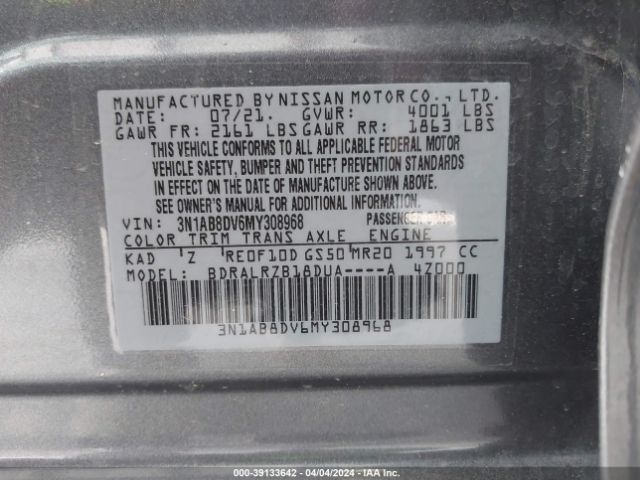 MANUFACTURED BY NISSAN MOTOR CO., LTD.
DATE: 07/21. GVWR: 4001 LBS
GAWR FR: 2161 LBS GAWR RR: 1863 LBS
THIS VEHICLE CONFORMS TO ALL APPLICABLE FEDERAL MOTOR
VEHICLE SAFETY, BUMPER AND THEFT PREVENTION STANDARDS
IN EFFECT ON THE DATE OF MANUFACTURE SHOWN ABOVE.
SEE OWNER'S MANUAL FOR ADDITIONAL INFORMATION.
VIN: 3N1AB8DV6MY308968 PASSENGER CAR
COLOR TRIM TRANS AXLE ENGINE
KAD Z RE0F10D GS50 MR20 1997 CC
MODEL: BDRALRZB18DUA----A 4Z000
3N1AB8DV6MY308968
000-39133642 - 04/04/2024 - IAA Inc.